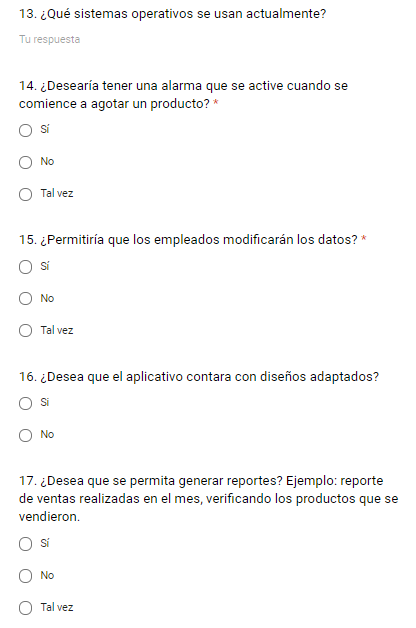 13. ¿Qué sistemas operativos se usan actualmente?
Tu respuesta
14. ¿Desearía tener una alarma que se active cuando se
comience a agotar un producto? *
Sí
No
Tal vez
15. ¿Permitiría que los empleados modificarán los datos? *
Sí
No
Tal vez
16. ¿Desea que el aplicativo contara con diseños adaptados?
Si
No
17. ¿Desea que se permita generar reportes? Ejemplo: reporte
de ventas realizadas en el mes, verificando los productos que se
vendieron.
Sí
No
Tal vez